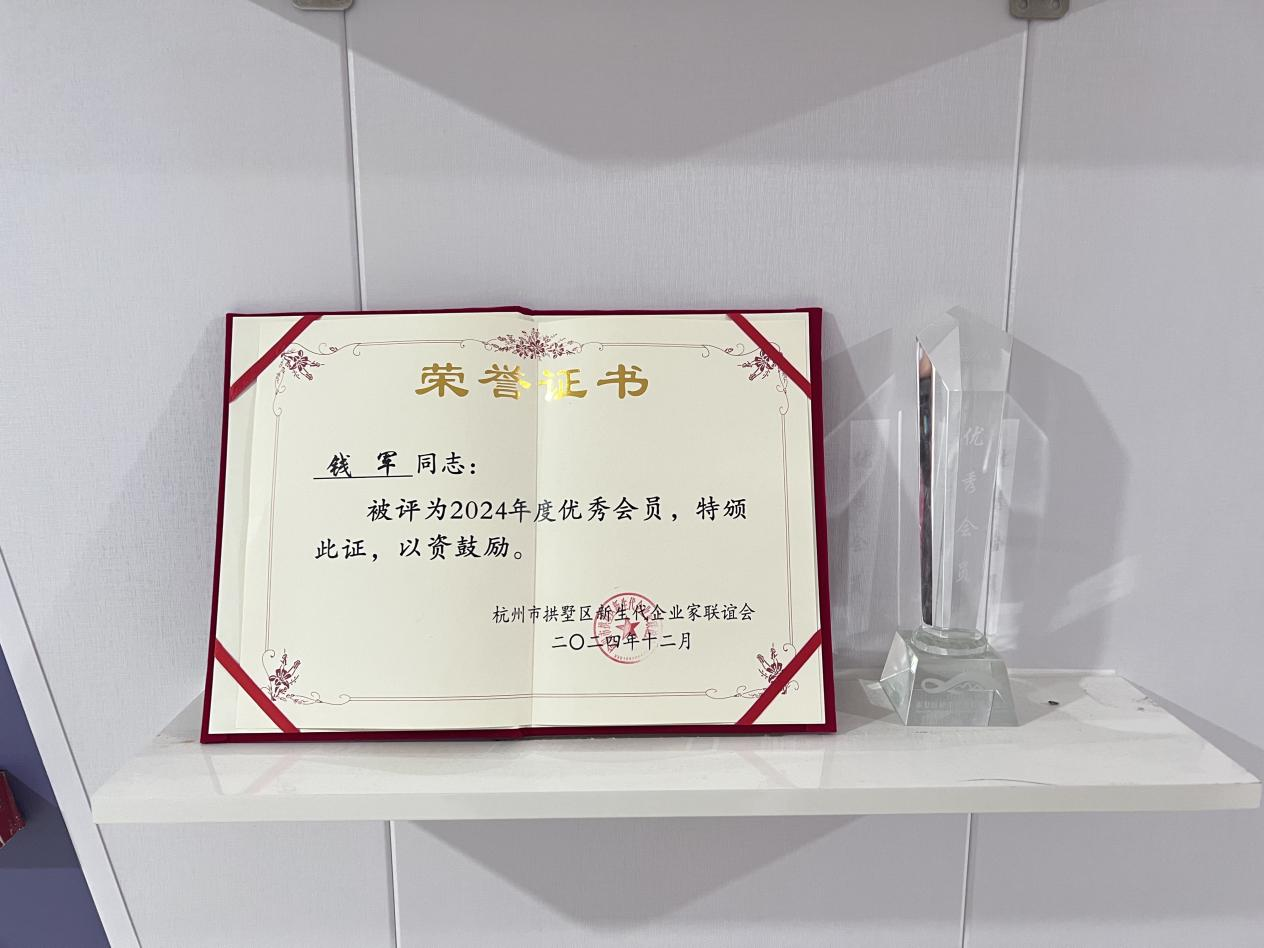 荣誉证书
钱 军 同志：
被评为2024年度优秀会员，特颁
此证，以资鼓励。
杭州市拱墅区新生代企业家联谊会
二〇二四年十二月
优秀会员